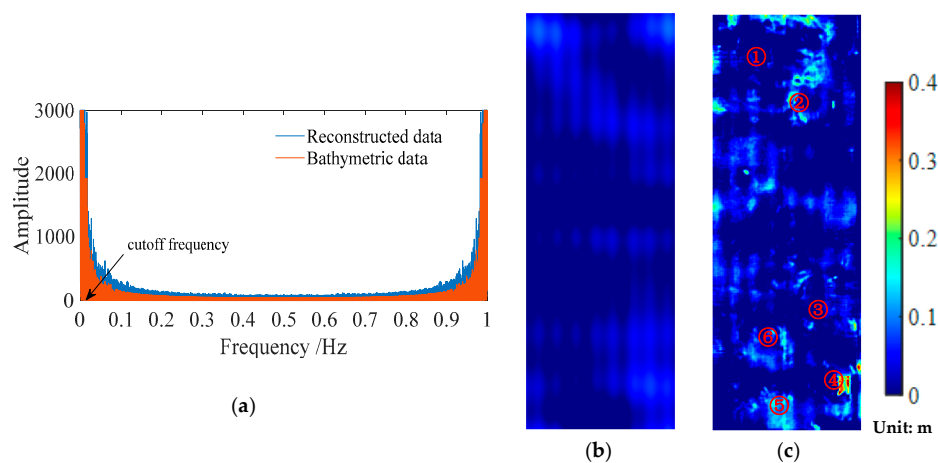 3000
2000
1000
0
Amplitude
Reconstructed data
Bathymetric data
cutoff frequency
0 0.1 0.2 0.3 0.4 0.5 0.6 0.7 0.8 0.9 1
Frequency /Hz
(a)
(b)
①
②
③
⑥
④
⑤
(c)
0.4
0.3
0.2
0.1
0
Unit: m